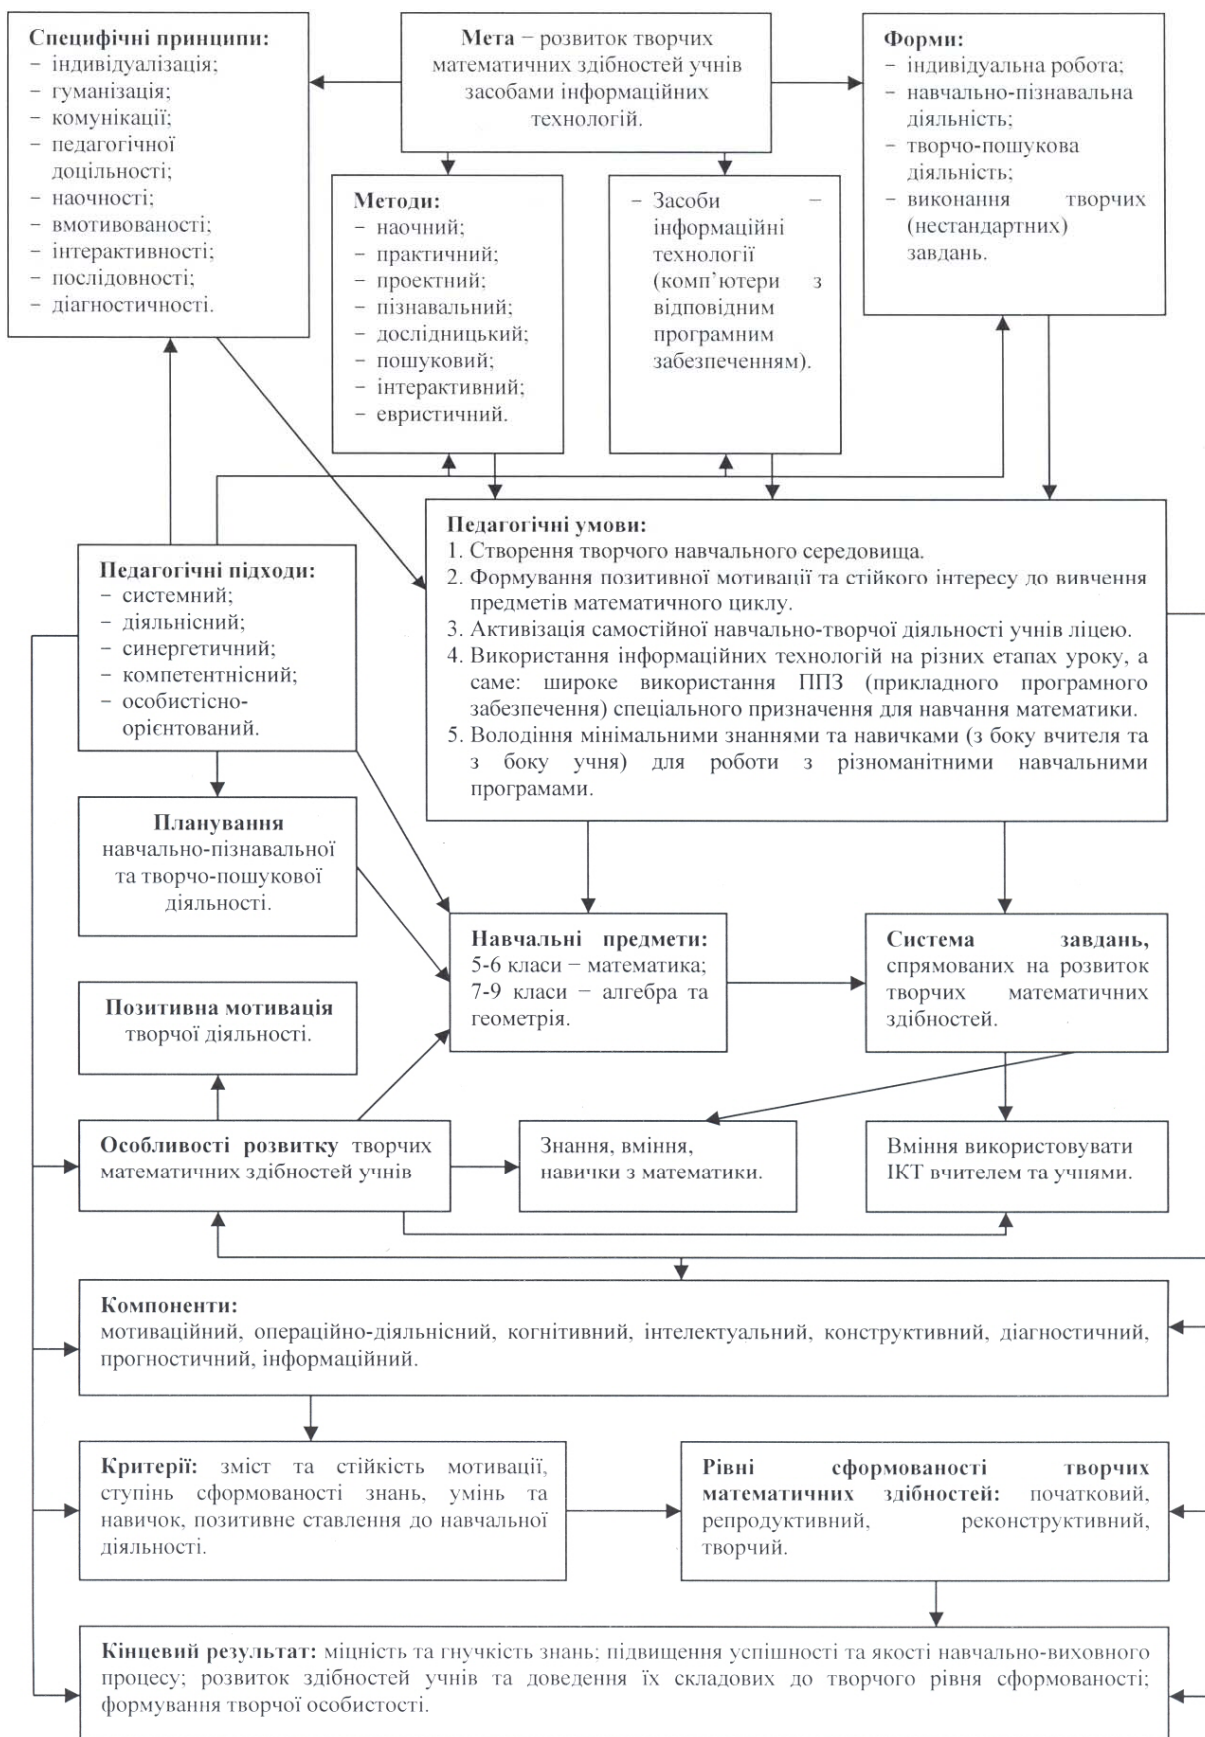 Специфічні принципи:
− індивідуалізація;
− гуманізація;
− комунікації;
− педагогічної
доцільності;
− наочності;
− вмотивованості;
− інтерактивності;
− послідовності;
− діагностичності.
Мета − розвиток творчих
математичних здібностей учнів
засобами інформаційних
технологій.
Форми:
− індивідуальна робота;
− навчально-пізнавальна
діяльність;
− творчо-пошукова
діяльність;
− виконання творчих
(нестандартних)
завдань.
Методи:
− наочний;
− практичний;
− проектний;
− пізнавальний;
− дослідницький;
− пошуковий;
− інтерактивний;
− евристичний.
− Засоби −
інформаційні
технології
(комп’ютери з
відповідним
програмним
забезпеченням).
Педагогічні умови:
1. Створення творчого навчального середовища.
2. Формування позитивної мотивації та стійкого інтересу до вивчення
предметів математичного циклу.
3. Активізація самостійної навчально-творчої діяльності учнів ліцею.
4. Використання інформаційних технологій на різних етапах уроку, а
саме: широке використання ППЗ (прикладного програмного
забезпечення) спеціального призначення для навчання математики.
5. Володіння мінімальними знаннями та навичками (з боку вчителя та
з боку учня) для роботи з різноманітними навчальними
програмами.
Педагогічні підходи:
− системний;
− діяльнісний;
− синергетичний;
− компетентнісний;
− особистісно-
орієнтований.
Планування
навчально-пізнавальної
та творчо-пошукової
діяльності.
Навчальні предмети:
5-6 класи − математика;
7-9 класи − алгебра та
геометрія.
Система завдань,
спрямованих на розвиток
творчих математичних
здібностей.
Позитивна мотивація
творчої діяльності.
Особливості розвитку творчих
математичних здібностей учнів
Знання, вміння,
навички з математики.
Вміння використовувати
ІКТ вчителем та учнями.
Компоненти:
мотиваційний, операційно-діяльнісний, когнітивний, інтелектуальний, конструктивний, діагностичний,
прогностичний, інформаційний.
Критерії: зміст та стійкість мотивації,
ступінь сформованості знань, умінь та
навичок, позитивне ставлення до навчальної
діяльності.
Рівні сформованості творчих
математичних здібностей: початковий,
репродуктивний, реконструктивний,
творчий.
Кінцевий результат: міцність та гнучкість знань; підвищення успішності та якості навчально-виховного
процесу; розвиток здібностей учнів та доведення їх складових до творчого рівня сформованості;
формування творчої особистості.